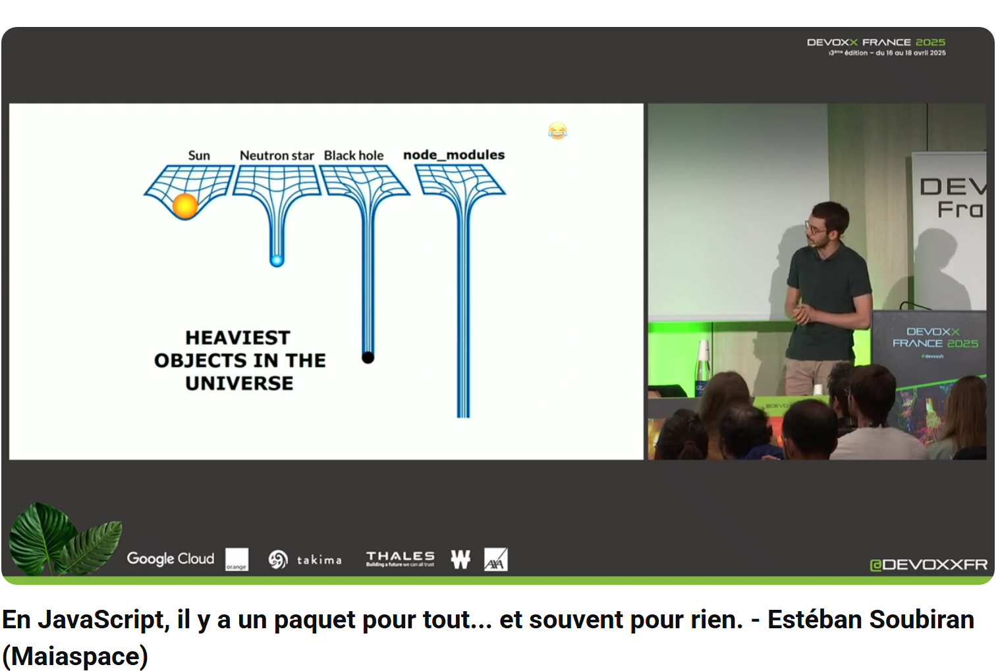 DEVOXX FRANCE 2025
13ème édition – du 16 au 18 avril 2025
Sun
Neutron star
Black hole
node_modules
HEAVIEST
OBJECTS IN THE
UNIVERSE
DEV
Fra
DEVOXX
FRANCE 2025
#devoxxfr
@DEVO
Google Cloud
orange
takima
THALES
Building a future we can all trust
W
AXA
@DEVOXXFR
En JavaScript, il y a un paquet pour tout... et souvent pour rien. - Estéban Soubiran
(Maiaspace)